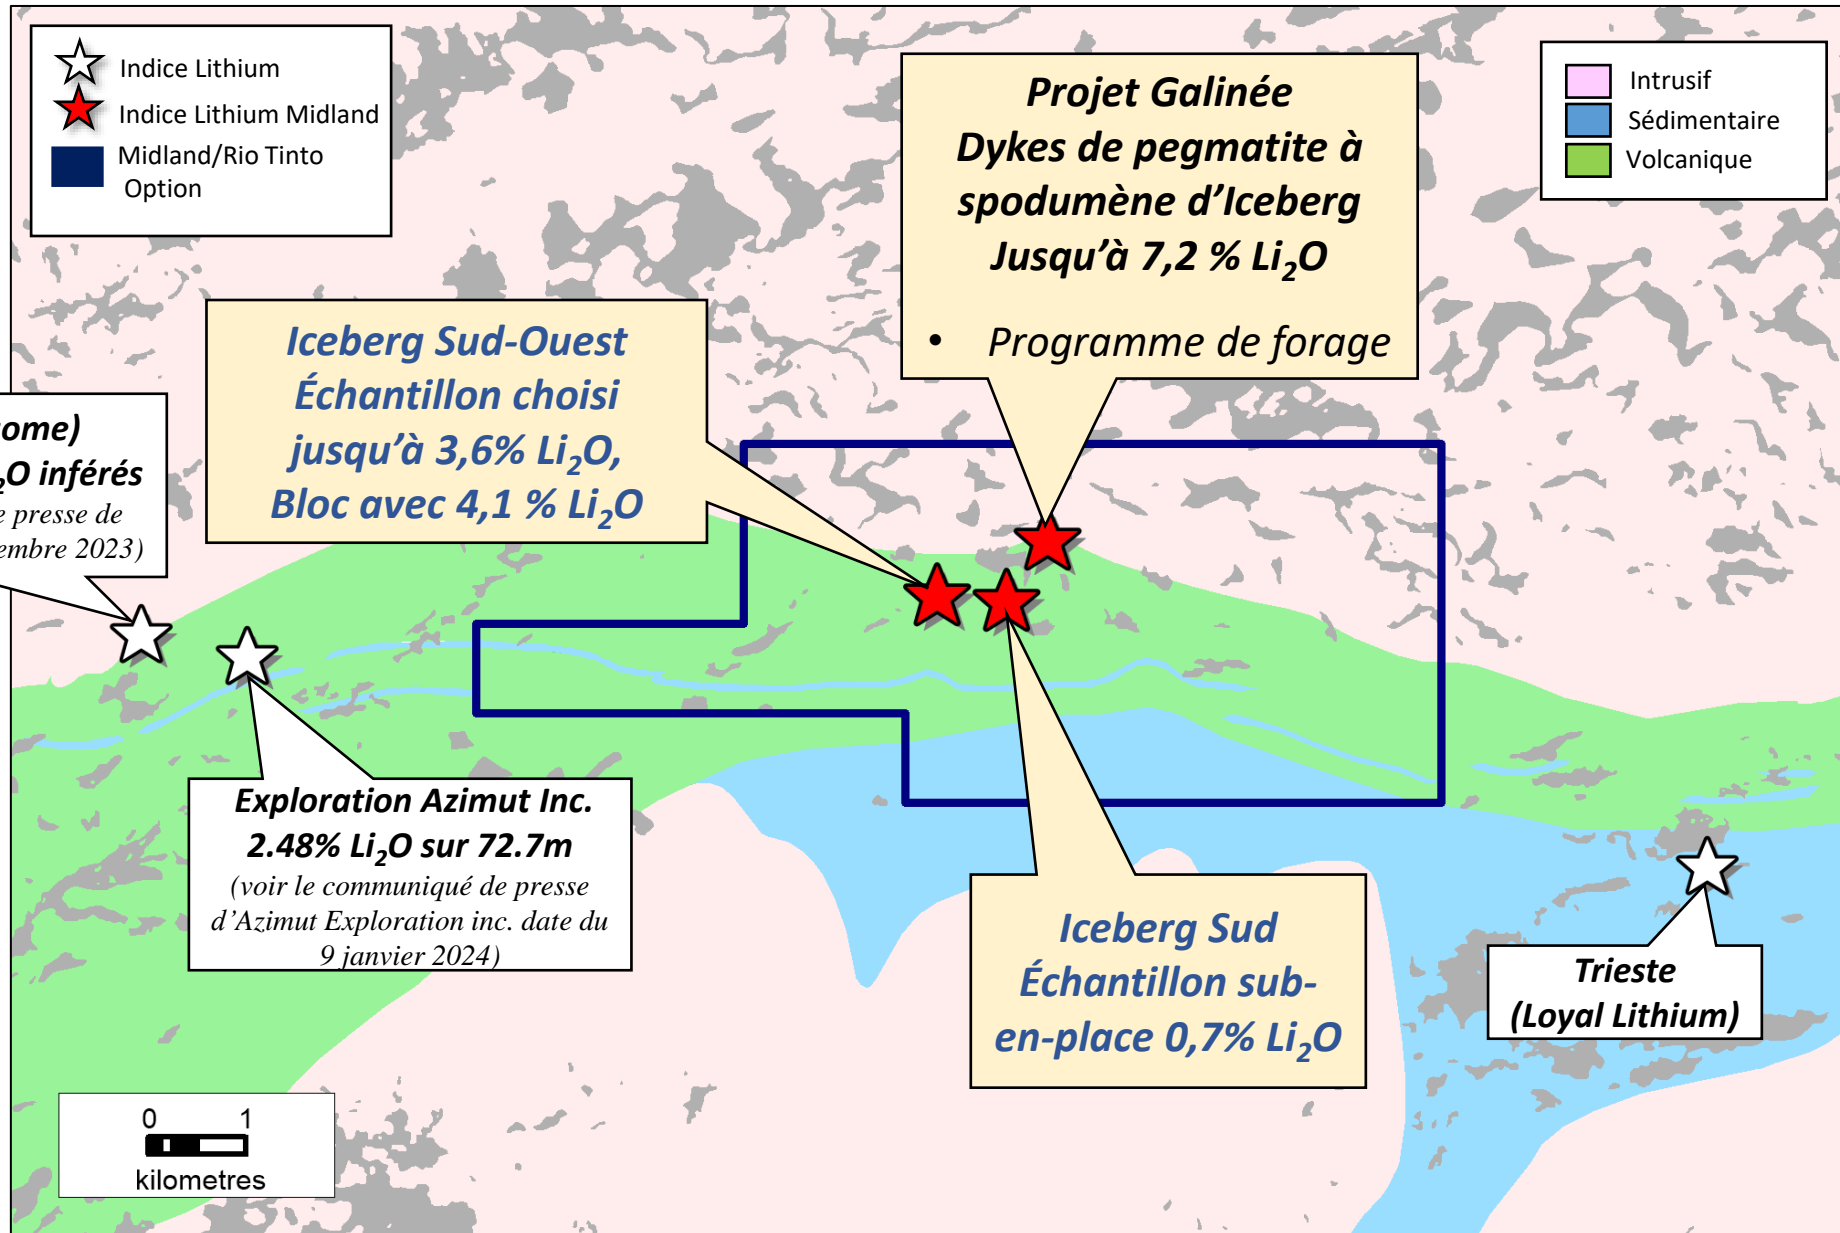 Indice Lithium
Indice Lithium Midland
Midland/Rio Tinto
Option
Projet Galinée
Dykes de pegmatite à
spodumène d’Iceberg
Jusqu’à 7,2 % Li₂O
• Programme de forage
Intrusif
Sédimentaire
Volcanique
Iceberg Sud-Ouest
Échantillon choisi
jusqu’à 3,6% Li₂O,
Bloc avec 4,1 % Li₂O
ome)
₂O inférés
e presse de
embre 2023)
Exploration Azimut Inc.
2.48% Li₂O sur 72.7m
(voir le communiqué de presse
d’Azimut Exploration inc. date du
9 janvier 2024)
Iceberg Sud
Échantillon sub-
en-place 0,7% Li₂O
Trieste
(Loyal Lithium)
0 1
kilometres